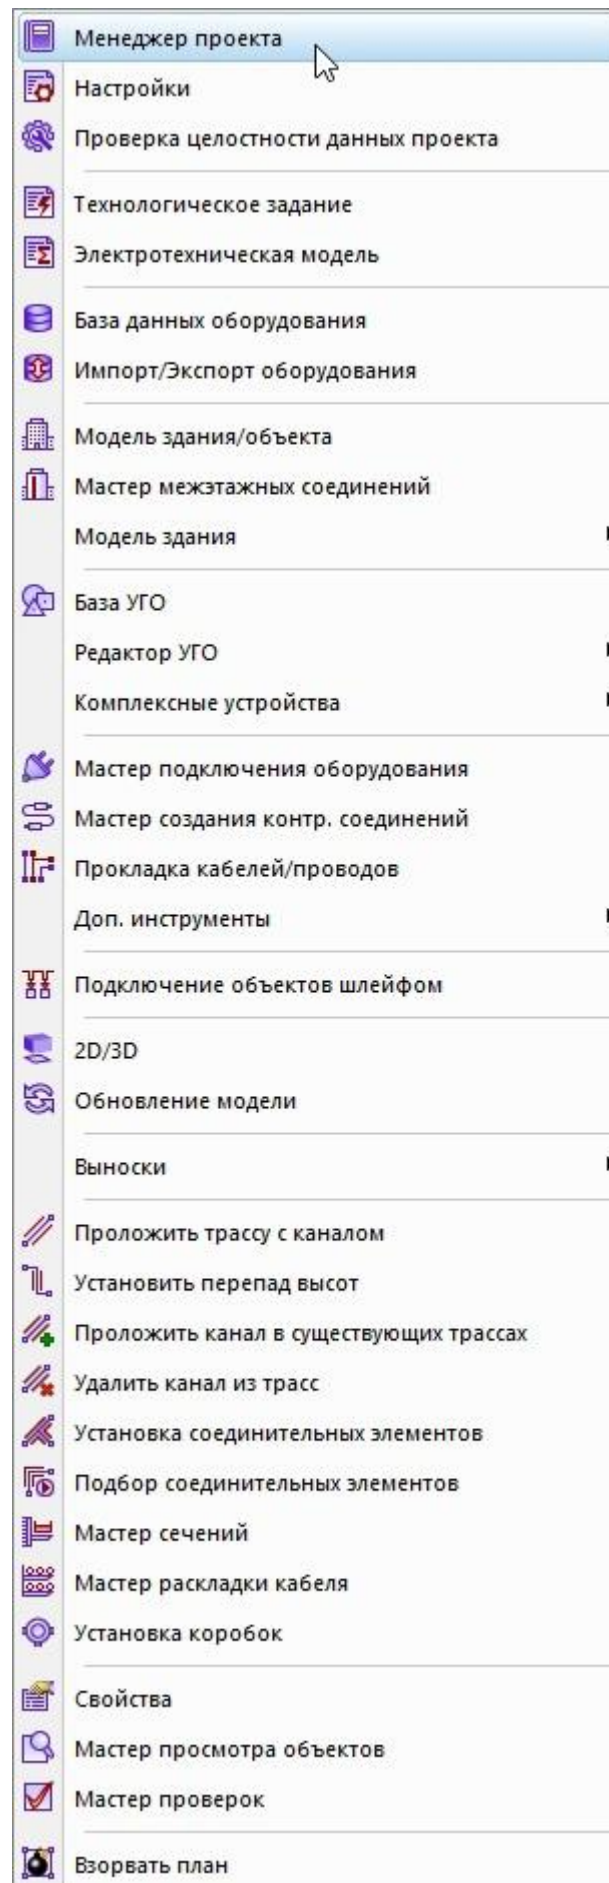 Менеджер проекта
Настройки
Проверка целостности данных проекта
Технологическое задание
Электротехническая модель
База данных оборудования
Импорт/Экспорт оборудования
Модель здания/объекта
Мастер межэтажных соединений
Модель здания
База УГО
Редактор УГО
Комплексные устройства
Мастер подключения оборудования
Мастер создания контр. соединений
Прокладка кабелей/проводов
Доп. инструменты
Подключение объектов шлейфом
2D/3D
Обновление модели
Выноски
Проложить трассу с каналом
Установить перепад высот
Проложить канал в существующих трассах
Удалить канал из трасс
Установка соединительных элементов
Подбор соединительных элементов
Мастер сечений
Мастер раскладки кабеля
Установка коробок
Свойства
Мастер просмотра объектов
Мастер проверок
Взорвать план